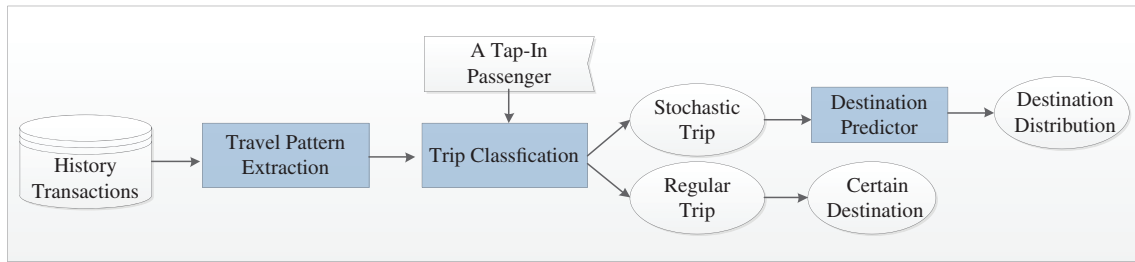 A Tap-In
Passenger
History
Transactions
Travel Pattern
Extraction
Trip Classfication
Stochastic
Trip
Destination
Predictor
Destination
Distribution
Regular
Trip
Certain
Destination